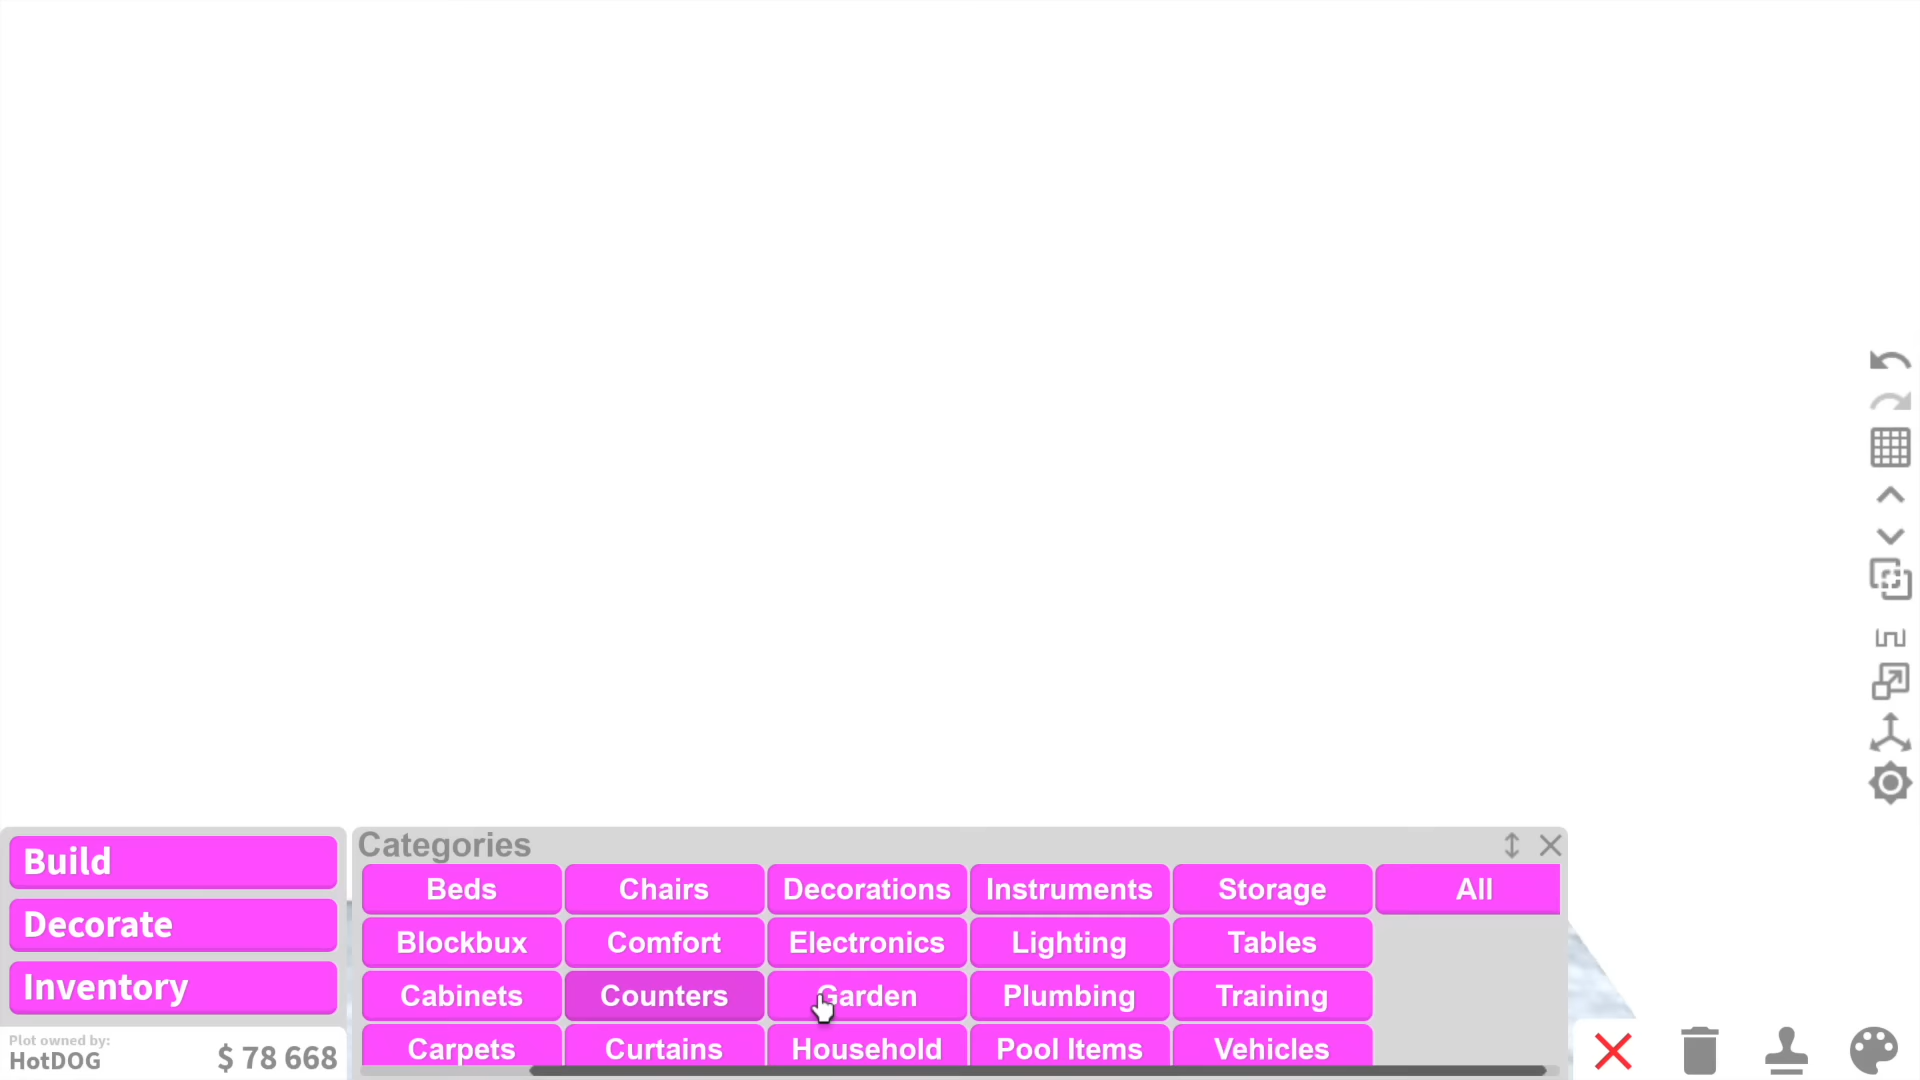 Categories
Build
Decorate
Inventory
Plot owned by:
HotDOG
$ 78 668
Beds Chairs Decorations Instruments Storage All
Blockbux Comfort Electronics Lighting Tables
Cabinets Counters Garden Plumbing Training
Carpets Curtains Household Pool Items Vehicles